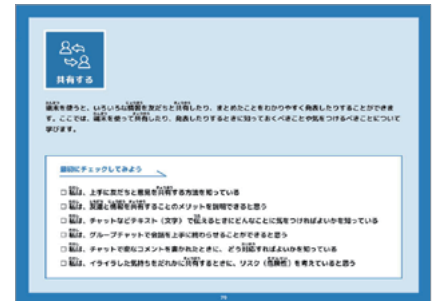 共有する
端末を使うと、いろいろな情報を友だちと共有したり、まとめたことをわかりやすく発表したりすることができま
す。ここでは、端末を使って共有したり、発表したりするときに知っておくべきことや気をつけるべきことについて
学びます。
最初にチェックしてみよう
□ 私は、上手に友だちと意見を共有する方法を知っている
□ 私は、友達と情報を共有することのメリットを説明できると思う
□ 私は、チャットなどテキスト（文字）で伝えるときにどんなことに気をつければよいかを知っている
□ 私は、グループチャットで会話を上手に終わらせることができると思う
□ 私は、チャットで変なコメントを書かれたときに、どう対応すればよいかを知っている
□ 私は、イライラした気持ちをだれかに共有するときに、リスク（危険性）を考えていると思う